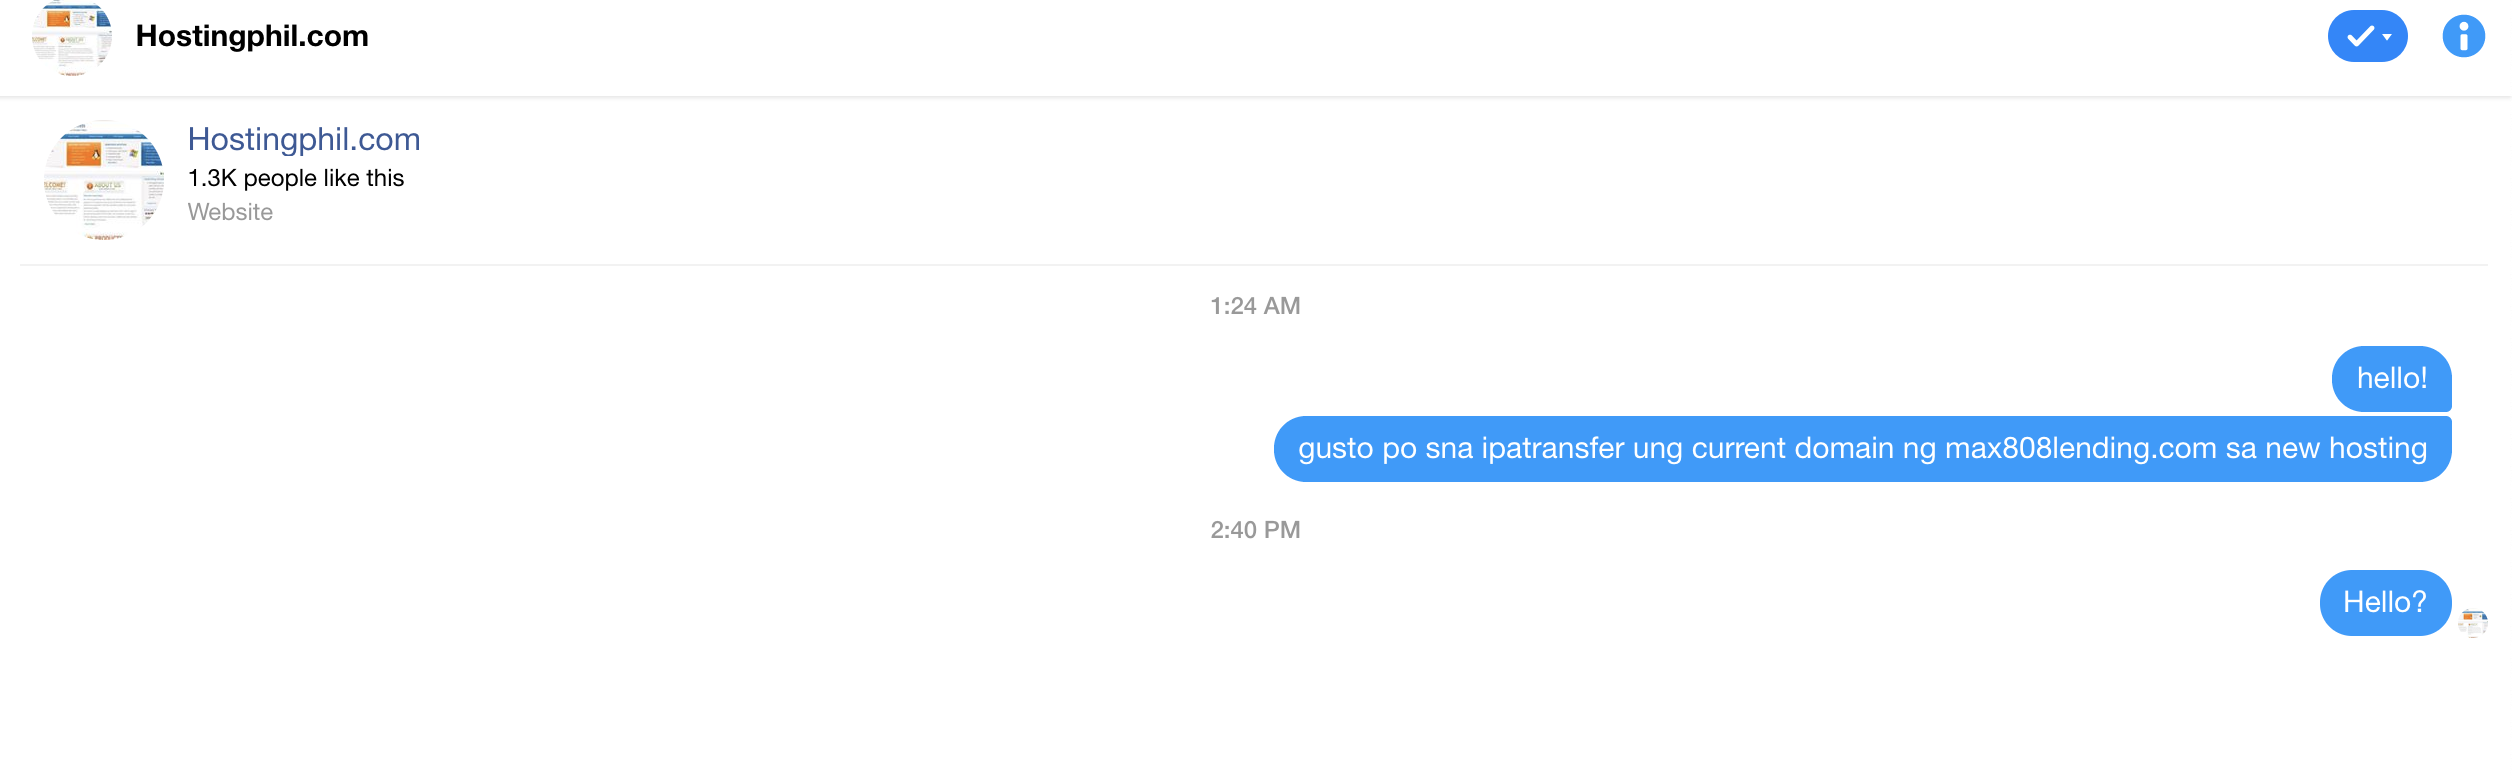 Hostingphil.com
Hostingphil.com
1.3K people like this
Website
1:24 AM
hello!
gusto po sna ipatransfer ung current domain ng max808lending.com sa new hosting
2:40 PM
Hello?